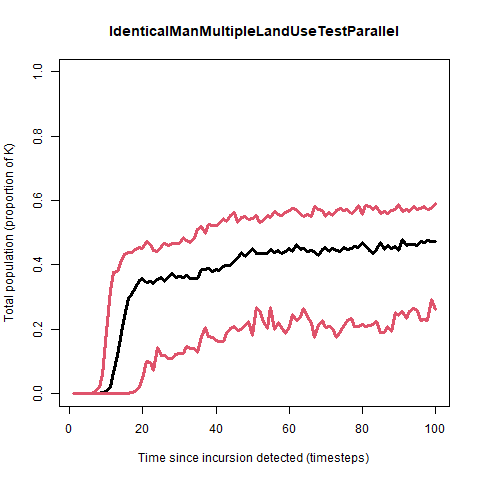 IdenticalManMultipleLandUseTestParallel
Total population (proportion of K)
1.0
0.8
0.6
0.4
0.2
0.0
0 20 40 60 80 100
Time since incursion detected (timesteps)